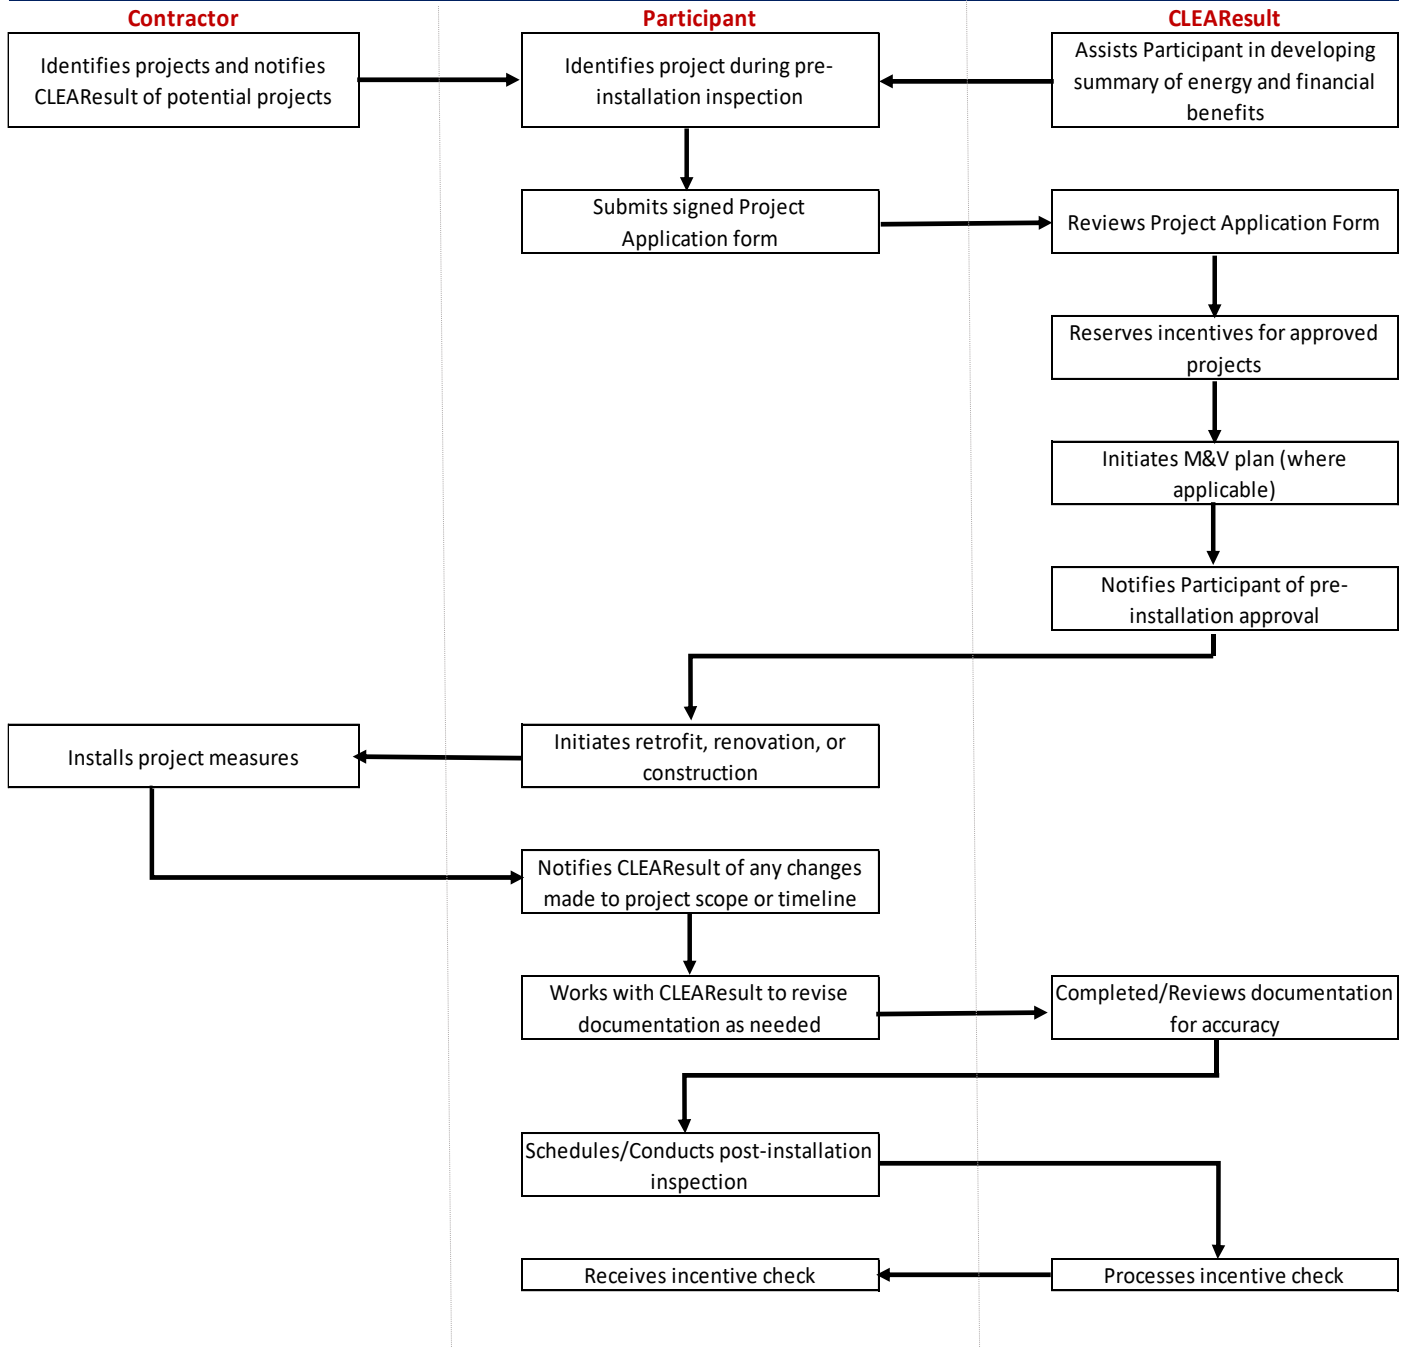 Contractor
Participant
CLEAResult
Identifies projects and notifies
CLEAResult of potential projects
Identifies project during pre-
installation inspection
Assists Participant in developing
summary of energy and financial
benefits
Submits signed Project
Application form
Reviews Project Application Form
Reserves incentives for approved
projects
Initiates M&V plan (where
applicable)
Notifies Participant of pre-
installation approval
Installs project measures
Initiates retrofit, renovation, or
construction
Notifies CLEAResult of any changes
made to project scope or timeline
Works with CLEAResult to revise
documentation as needed
Completed/Reviews documentation
for accuracy
Schedules/Conducts post-installation
inspection
Receives incentive check
Processes incentive check